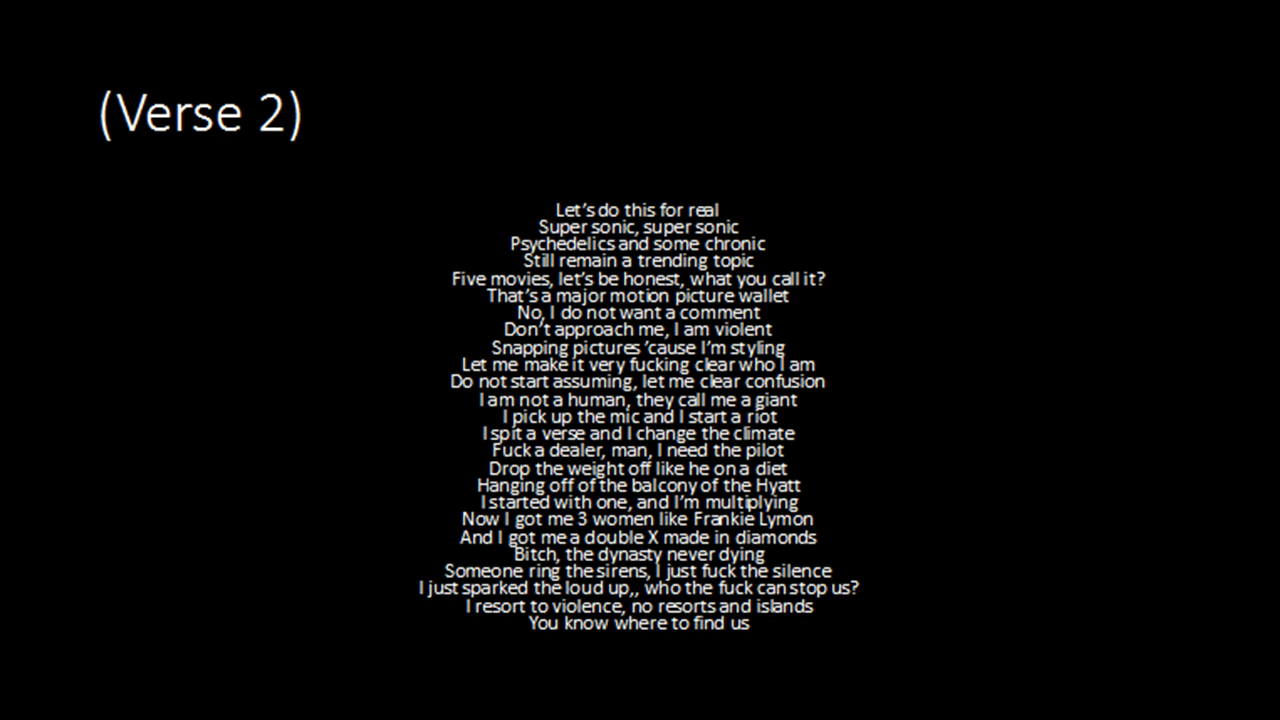 (Verse 2)
Let’s do this for real
Super sonic, super sonic
Psychedelics and some chronic
Still remain a trending topic
Five movies, let’s be honest, what you call it?
That’s a major motion picture wallet
No, I do not want a comment
Don’t approach me, I am violent
Snapping pictures ’cause I’m styling
Let me make it very fucking clear who I am
Do not start assuming, let me clear confusion
I am not a human, they call me a giant
I pick up the mic and I start a riot
I spit a verse and I change the climate
Fuck a dealer, man, I need the pilot
Drop the weight off like he on a diet
Hanging off of the balcony of the Hyatt
I started with one, and I’m multiplying
Now I got me 3 women like Frankie Lymon
And I got me a double X made in diamonds
Bitch, the dynasty never dying
Someone ring the sirens, I just fuck the silence
I just sparked the loud up,, who the fuck can stop us?
I resort to violence, no resorts and islands
You know where to find us